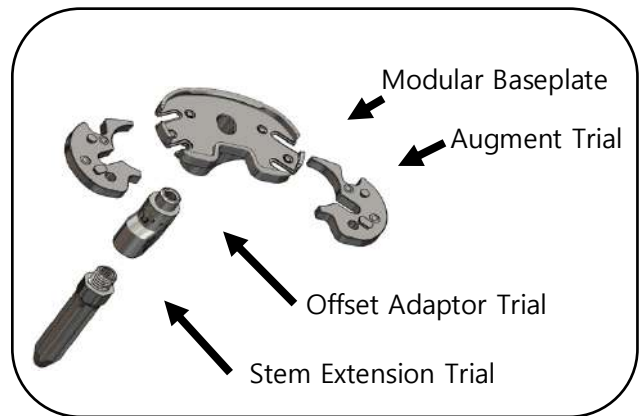 Modular Baseplate
Augment Trial
Offset Adaptor Trial
Stem Extension Trial